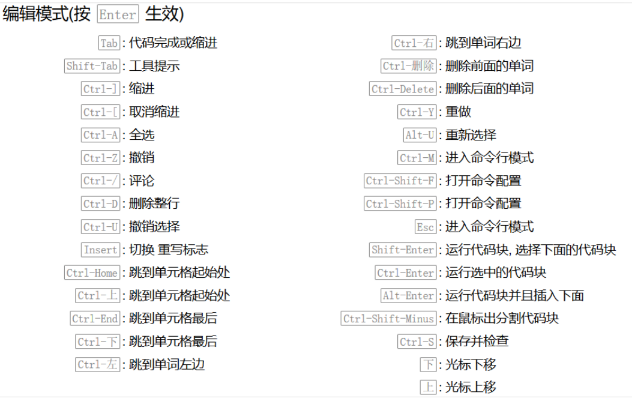 编辑模式(按 Enter 生效)
Tab : 代码完成或缩进
Shift-Tab : 工具提示
Ctrl-] : 缩进
Ctrl-[ : 取消缩进
Ctrl-A : 全选
Ctrl-Z : 撤销
Ctrl-/ : 评论
Ctrl-D : 删除整行
Ctrl-U : 撤销选择
Insert : 切换 重写标志
Ctrl-Home : 跳到单元格起始处
Ctrl-上 : 跳到单元格起始处
Ctrl-End : 跳到单元格最后
Ctrl-下 : 跳到单元格最后
Ctrl-左 : 跳到单词左边
Ctrl-右 : 跳到单词右边
Ctrl-删除 : 删除前面的单词
Ctrl-Delete : 删除后面的单词
Ctrl-Y : 重做
Alt-U : 重新选择
Ctrl-M : 进入命令行模式
Ctrl-Shift-F : 打开命令配置
Ctrl-Shift-P : 打开命令配置
Esc : 进入命令行模式
Shift-Enter : 运行代码块, 选择下面的代码块
Ctrl-Enter : 运行选中的代码块
Alt-Enter : 运行代码块并且插入下面
Ctrl-Shift-Minus : 在鼠标出分割代码块
Ctrl-S : 保存并检查
下 : 光标下移
上 : 光标上移